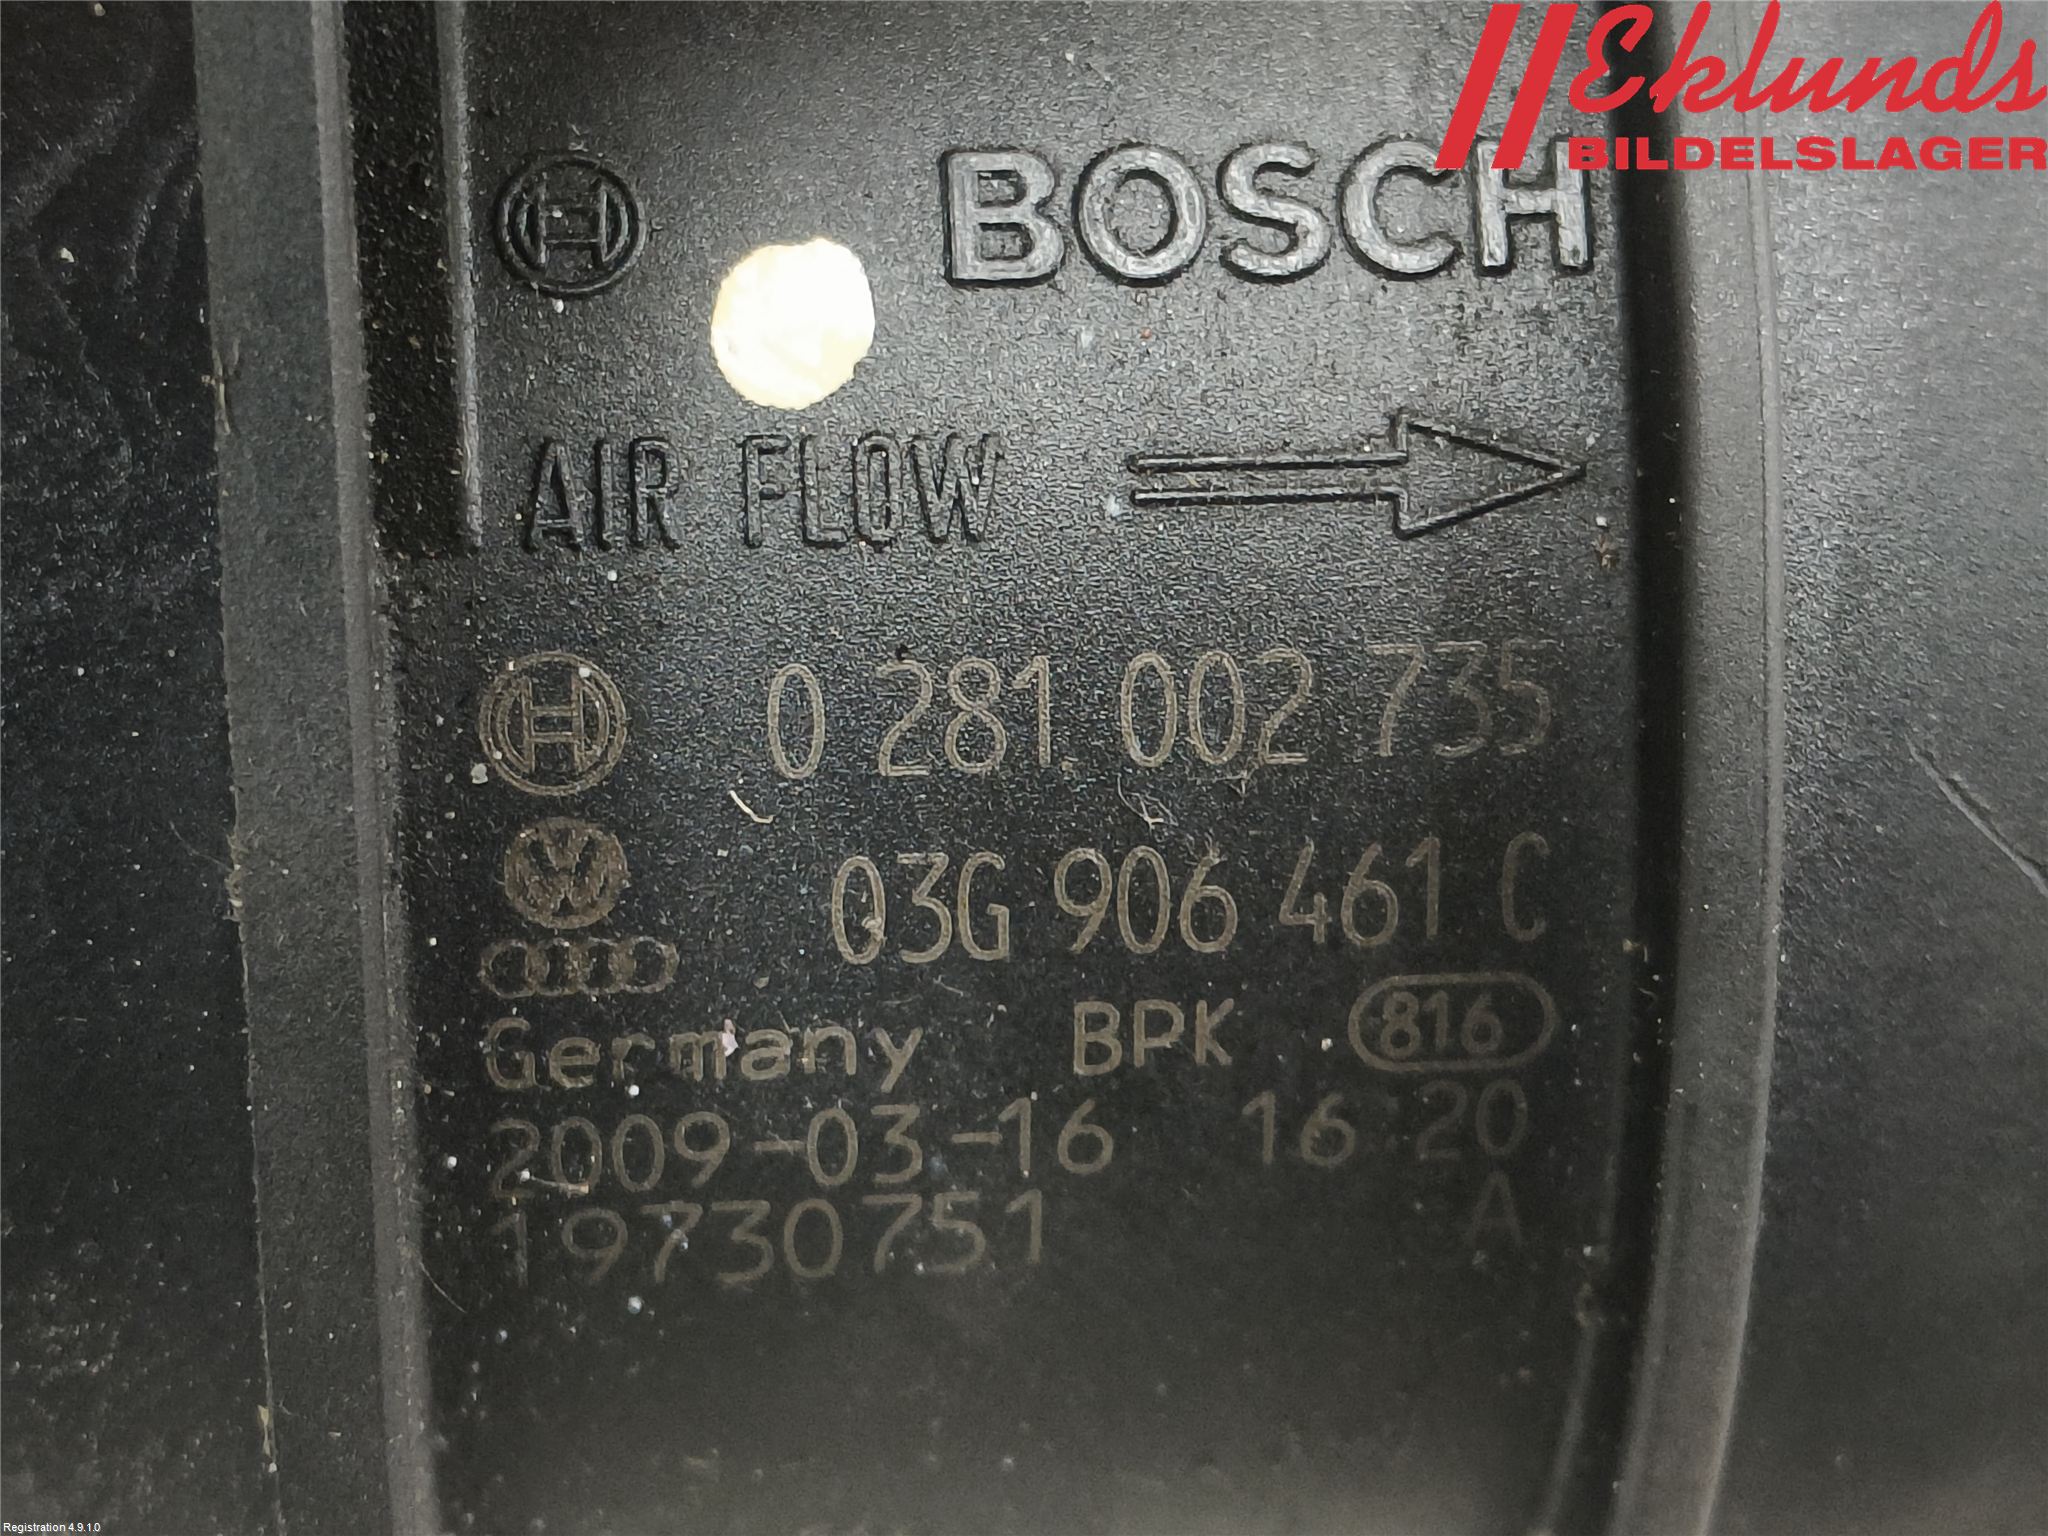 Eklunds
BILDELSLAGER
BOSCH
AIR FLOW
0 281 002 735
03G 906 461 C
Germany BPK 816
2009-03-16 16:20
19730751 A
Registration 4.9.1.0